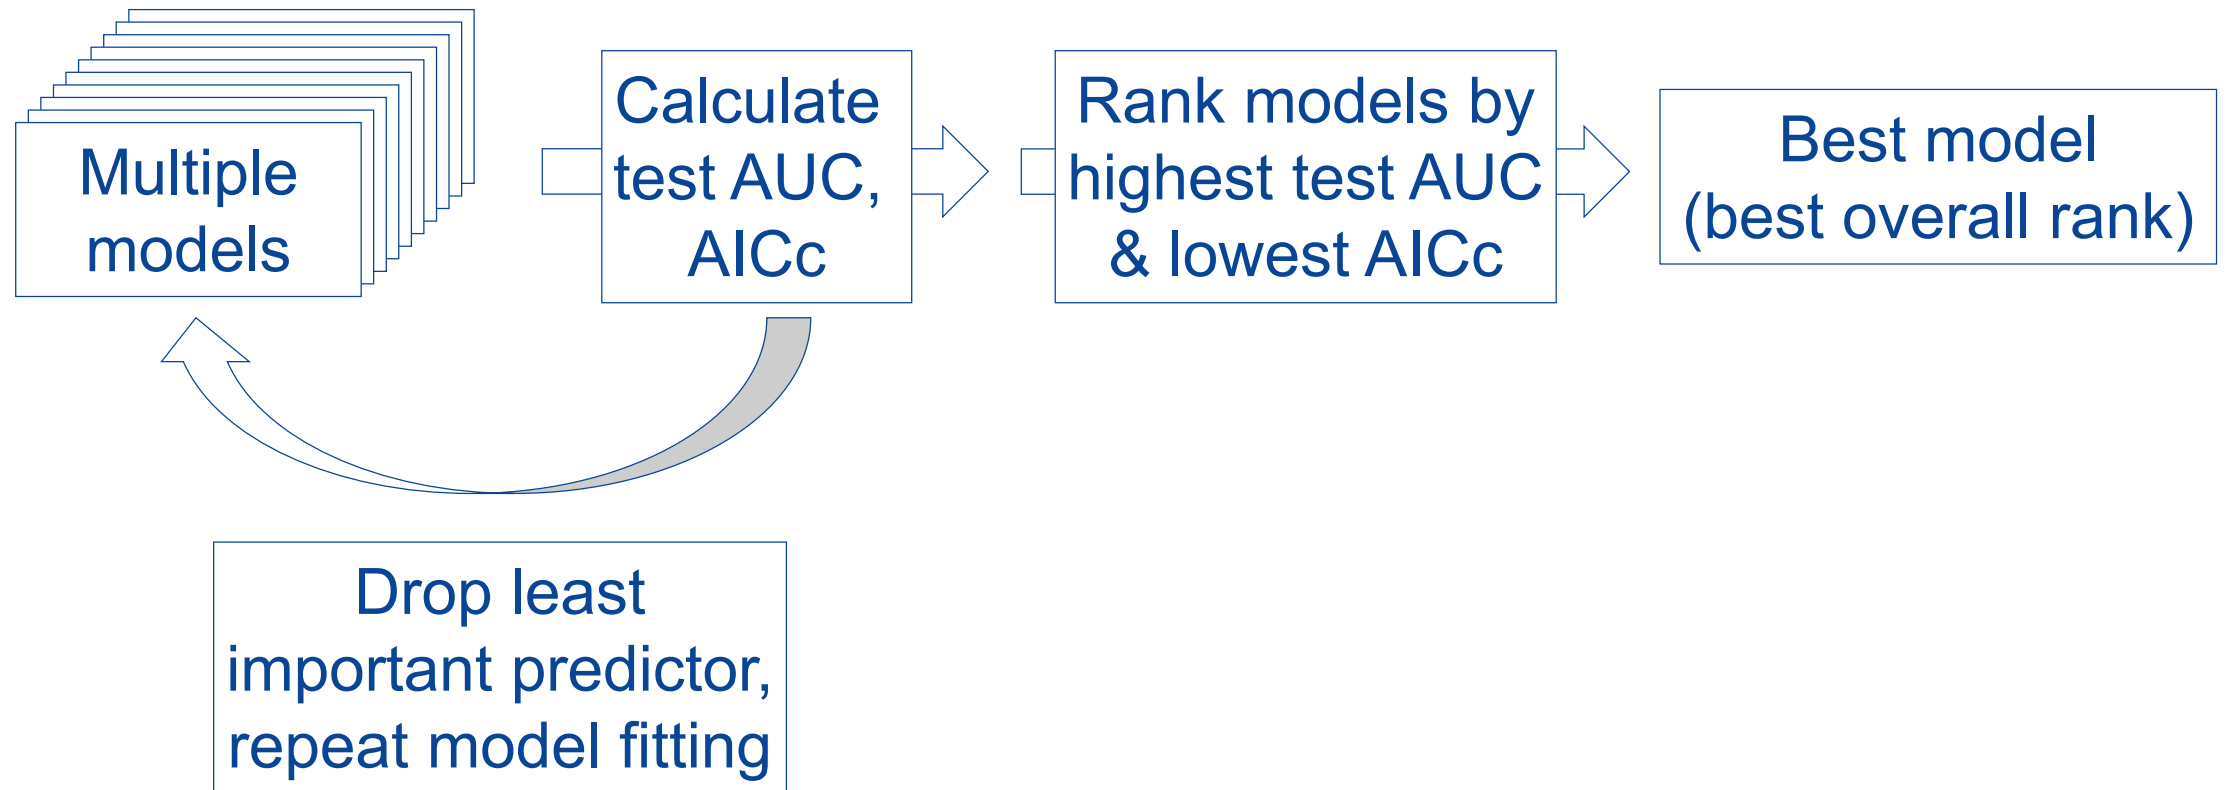 Multiple
models
Calculate
test AUC,
AICc
Rank models by
highest test AUC
& lowest AICc
Best model
(best overall rank)
Drop least
important predictor,
repeat model fitting